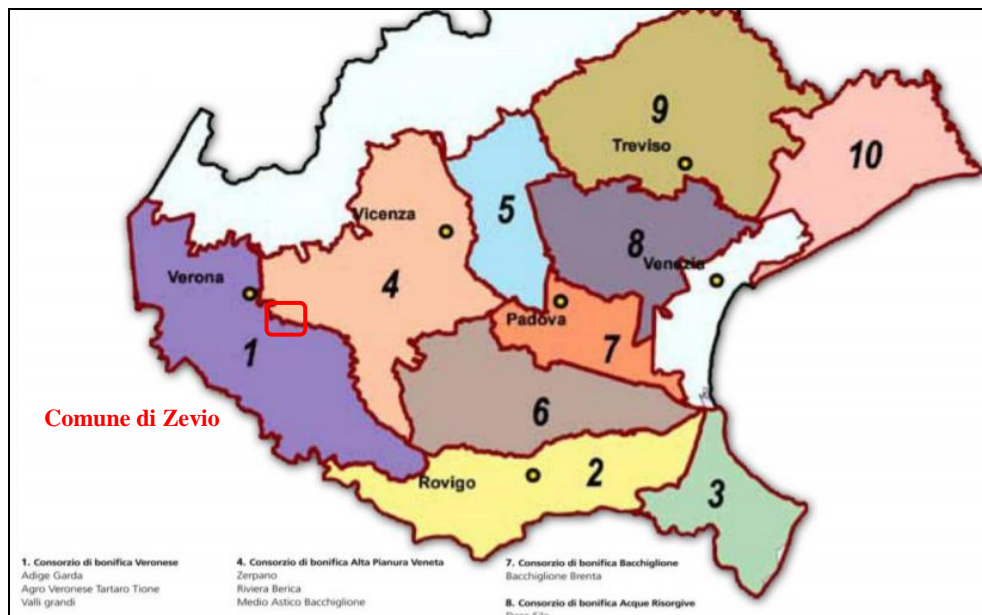 9
Treviso
10
5
Vicenza
8
Venezia
Verona
4
Padova
7
1
6
Comune di Zevio
2
Rovigo
3
1. Consorzio di bonifica Veronese
Adige Garda
Agro Veronese Tartaro Tione
Valli grandi
4. Consorzio di bonifica Alta Pianura Veneta
Zerpano
Riviera Berica
Medio Astico Bacchiglione
7. Consorzio di bonifica Bacchiglione
Bacchiglione Brenta
8. Consorzio di bonifica Acque Risorgive